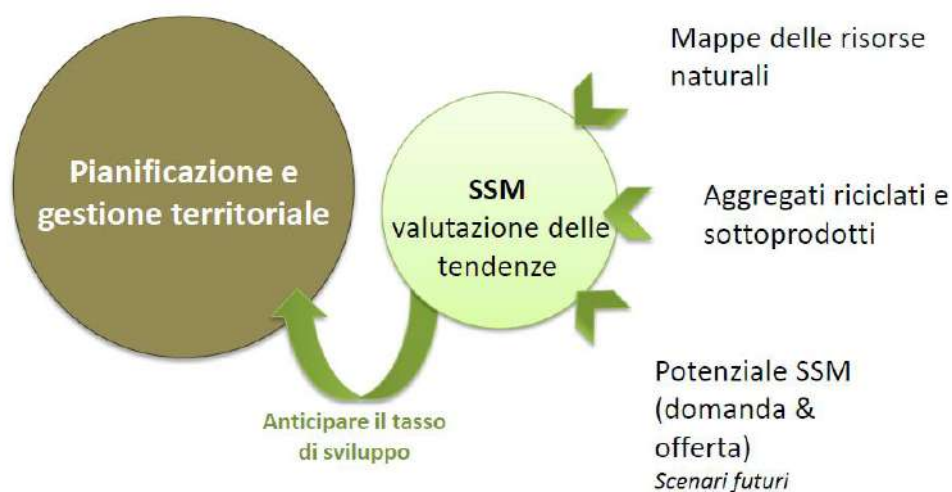 Pianificazione e
gestione territoriale
SSM
valutazione delle
tendenze
Anticipare il tasso
di sviluppo
Mappe delle risorse
naturali
Aggregati riciclati e
sottoprodotti
Potenziale SSM
(domanda &
offerta)
Scenari futuri